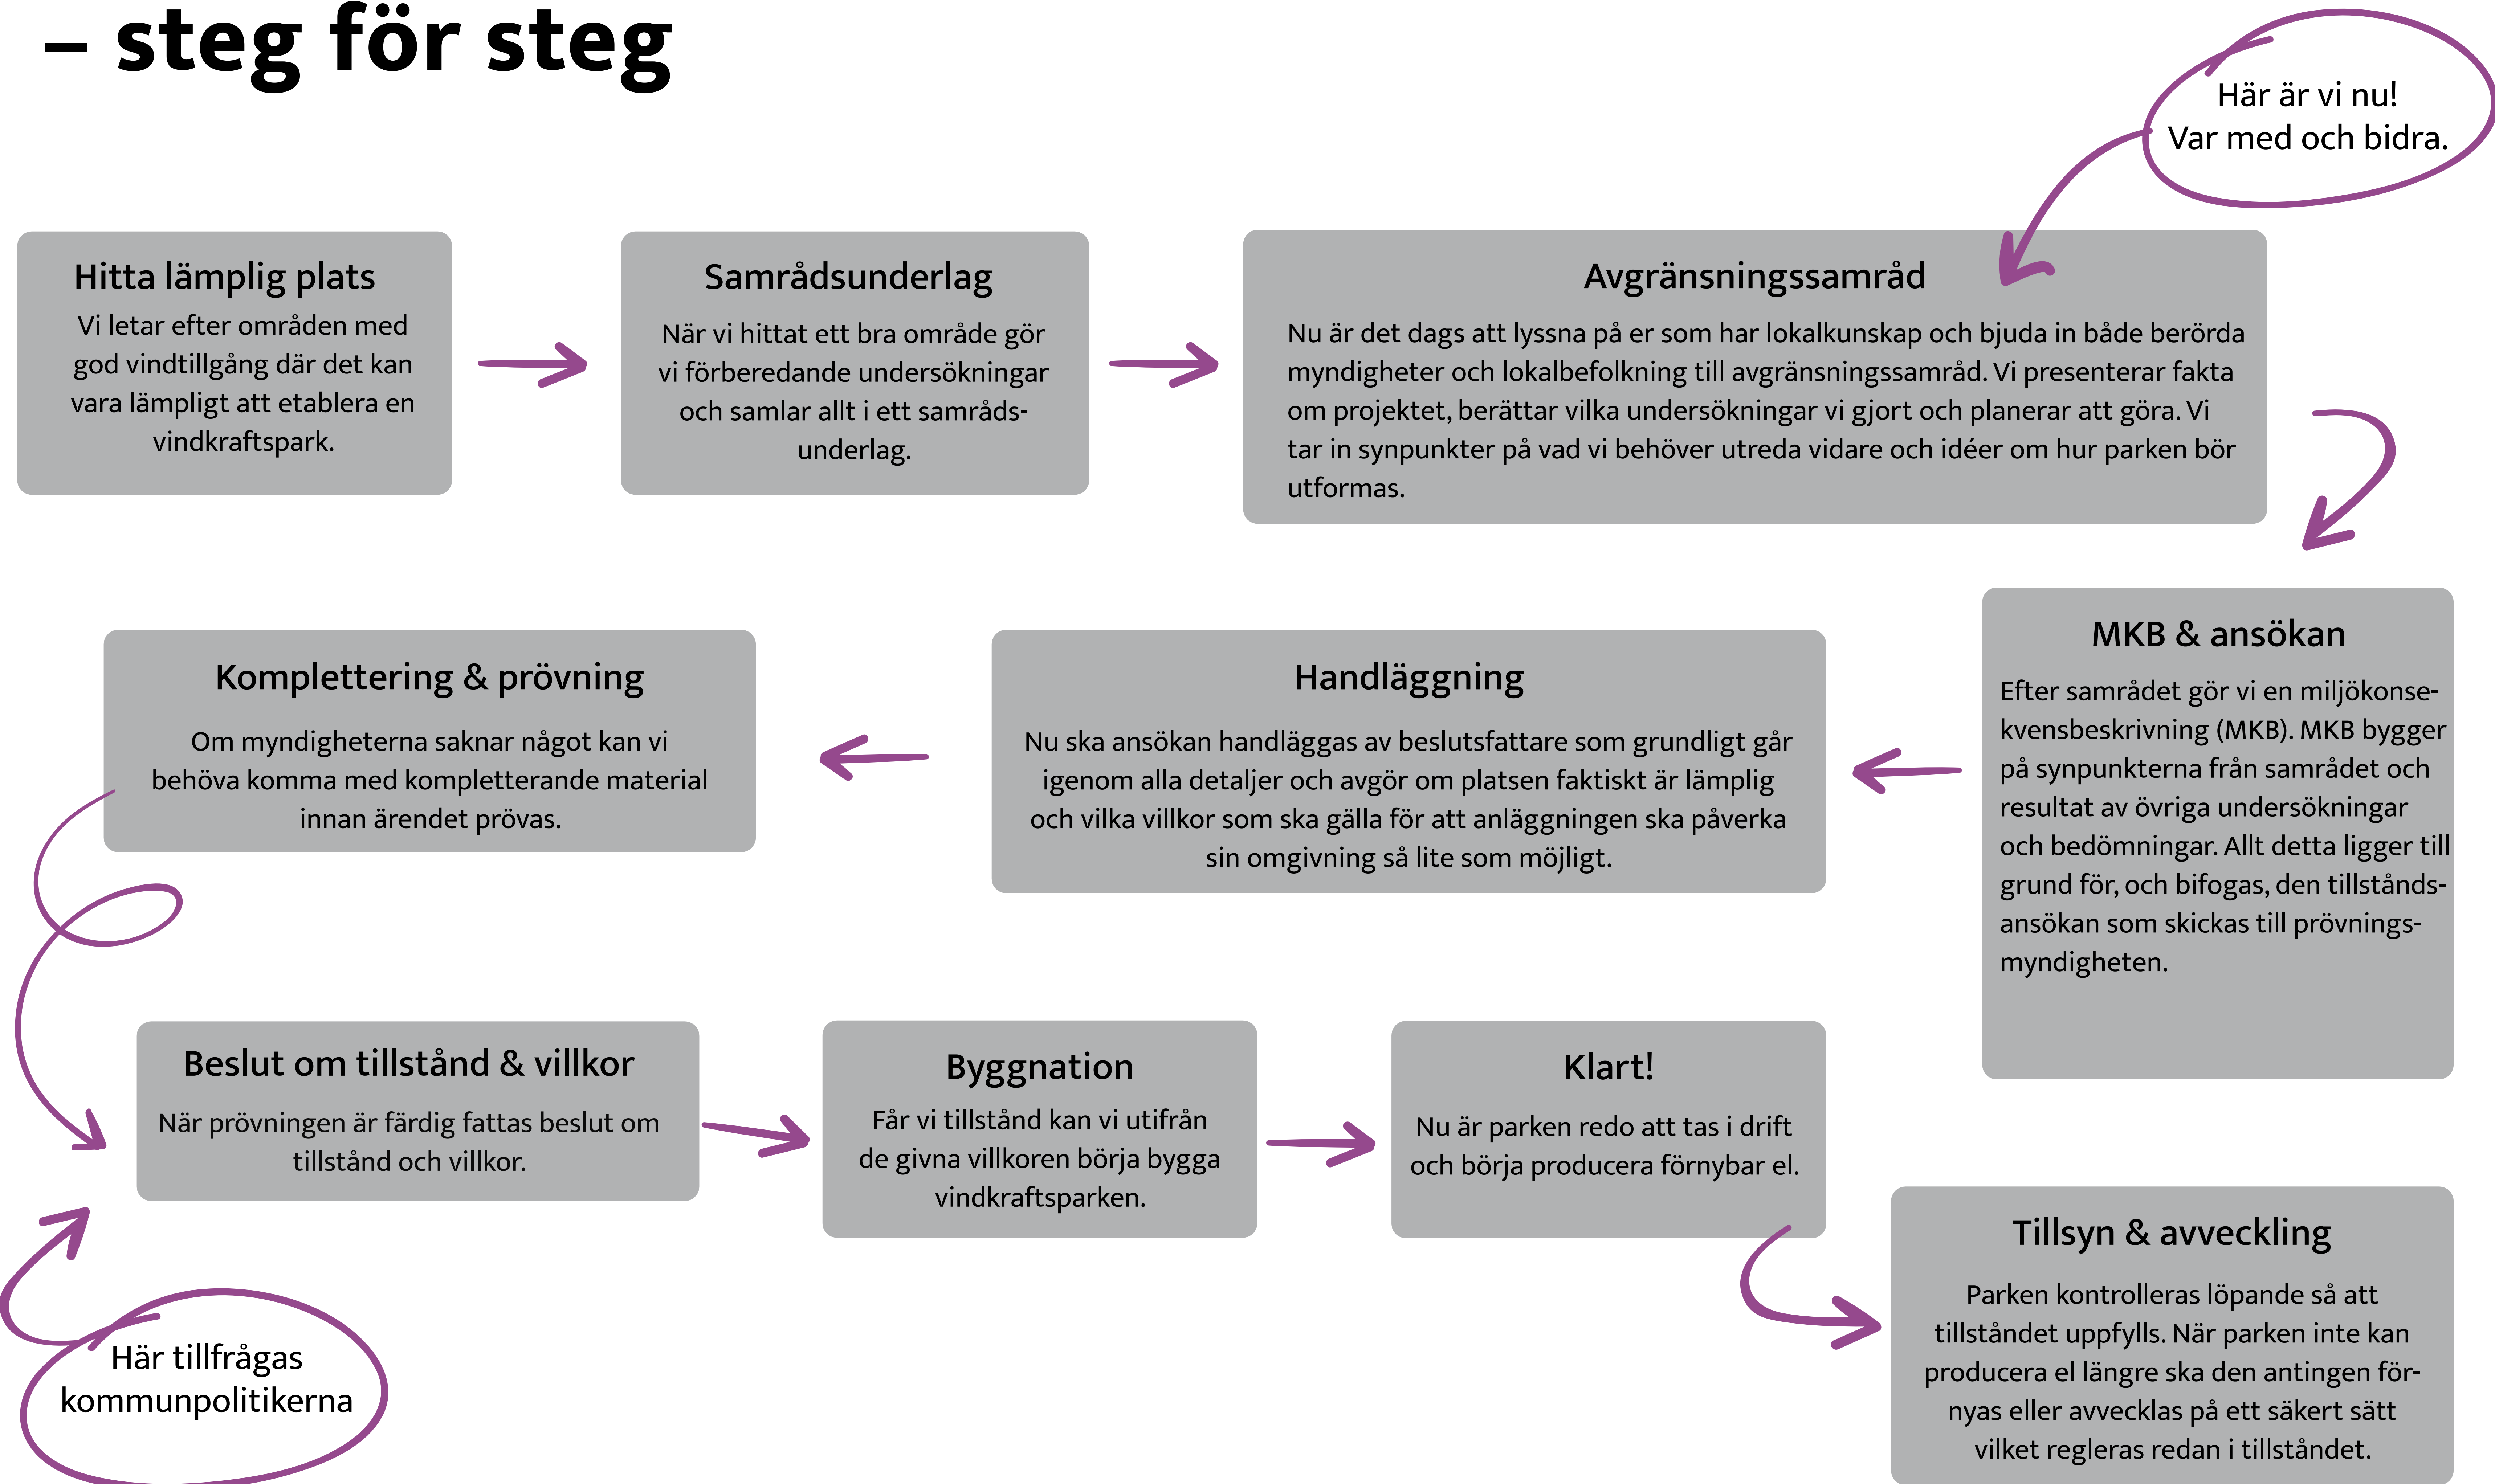 – steg för steg
Här är vi nu!
Var med och bidra.
Hitta lämplig plats
Vi letar efter områden med
god vindtillgång där det kan
vara lämpligt att etablera en
vindkraftspark.
Samrådsunderlag
När vi hittat ett bra område gör
vi förberedande undersökningar
och samlar allt i ett samråds-
underlag.
Avgränsningssamråd
Nu är det dags att lyssna på er som har lokalkunskap och bjuda in både berörda
myndigheter och lokalbefolkning till avgränsningssamråd. Vi presenterar fakta
om projektet, berättar vilka undersökningar vi gjort och planerar att göra. Vi
tar in synpunkter på vad vi behöver utreda vidare och idéer om hur parken bör
utformas.
MKB & ansökan
Efter samrådet gör vi en miljökonse-
kvensbeskrivning (MKB). MKB bygger
på synpunkterna från samrådet och
resultat av övriga undersökningar
och bedömningar. Allt detta ligger till
grund för, och bifogas, den tillstånds-
ansökan som skickas till prövnings-
myndigheten.
Handläggning
Nu ska ansökan handläggas av beslutsfattare som grundligt går
igenom alla detaljer och avgör om platsen faktiskt är lämplig
och vilka villkor som ska gälla för att anläggningen ska påverka
sin omgivning så lite som möjligt.
Komplettering & prövning
Om myndigheterna saknar något kan vi
behöva komma med kompletterande material
innan ärendet prövas.
Beslut om tillstånd & villkor
När prövningen är färdig fattas beslut om
tillstånd och villkor.
Här tillfrågas
kommunpolitikerna
Byggnation
Får vi tillstånd kan vi utifrån
de givna villkoren börja bygga
vindkraftsparken.
Klart!
Nu är parken redo att tas i drift
och börja producera förnybar el.
Tillsyn & avveckling
Parken kontrolleras löpande så att
tillståndet uppfylls. När parken inte kan
producera el längre ska den antingen för-
nyas eller avvecklas på ett säkert sätt
vilket regleras redan i tillståndet.